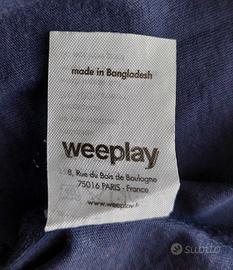 made in Bangladesh
weeplay
8, Rue du Bois de Boulogne
75016 PARIS - France
www.weeplay.fr
subito